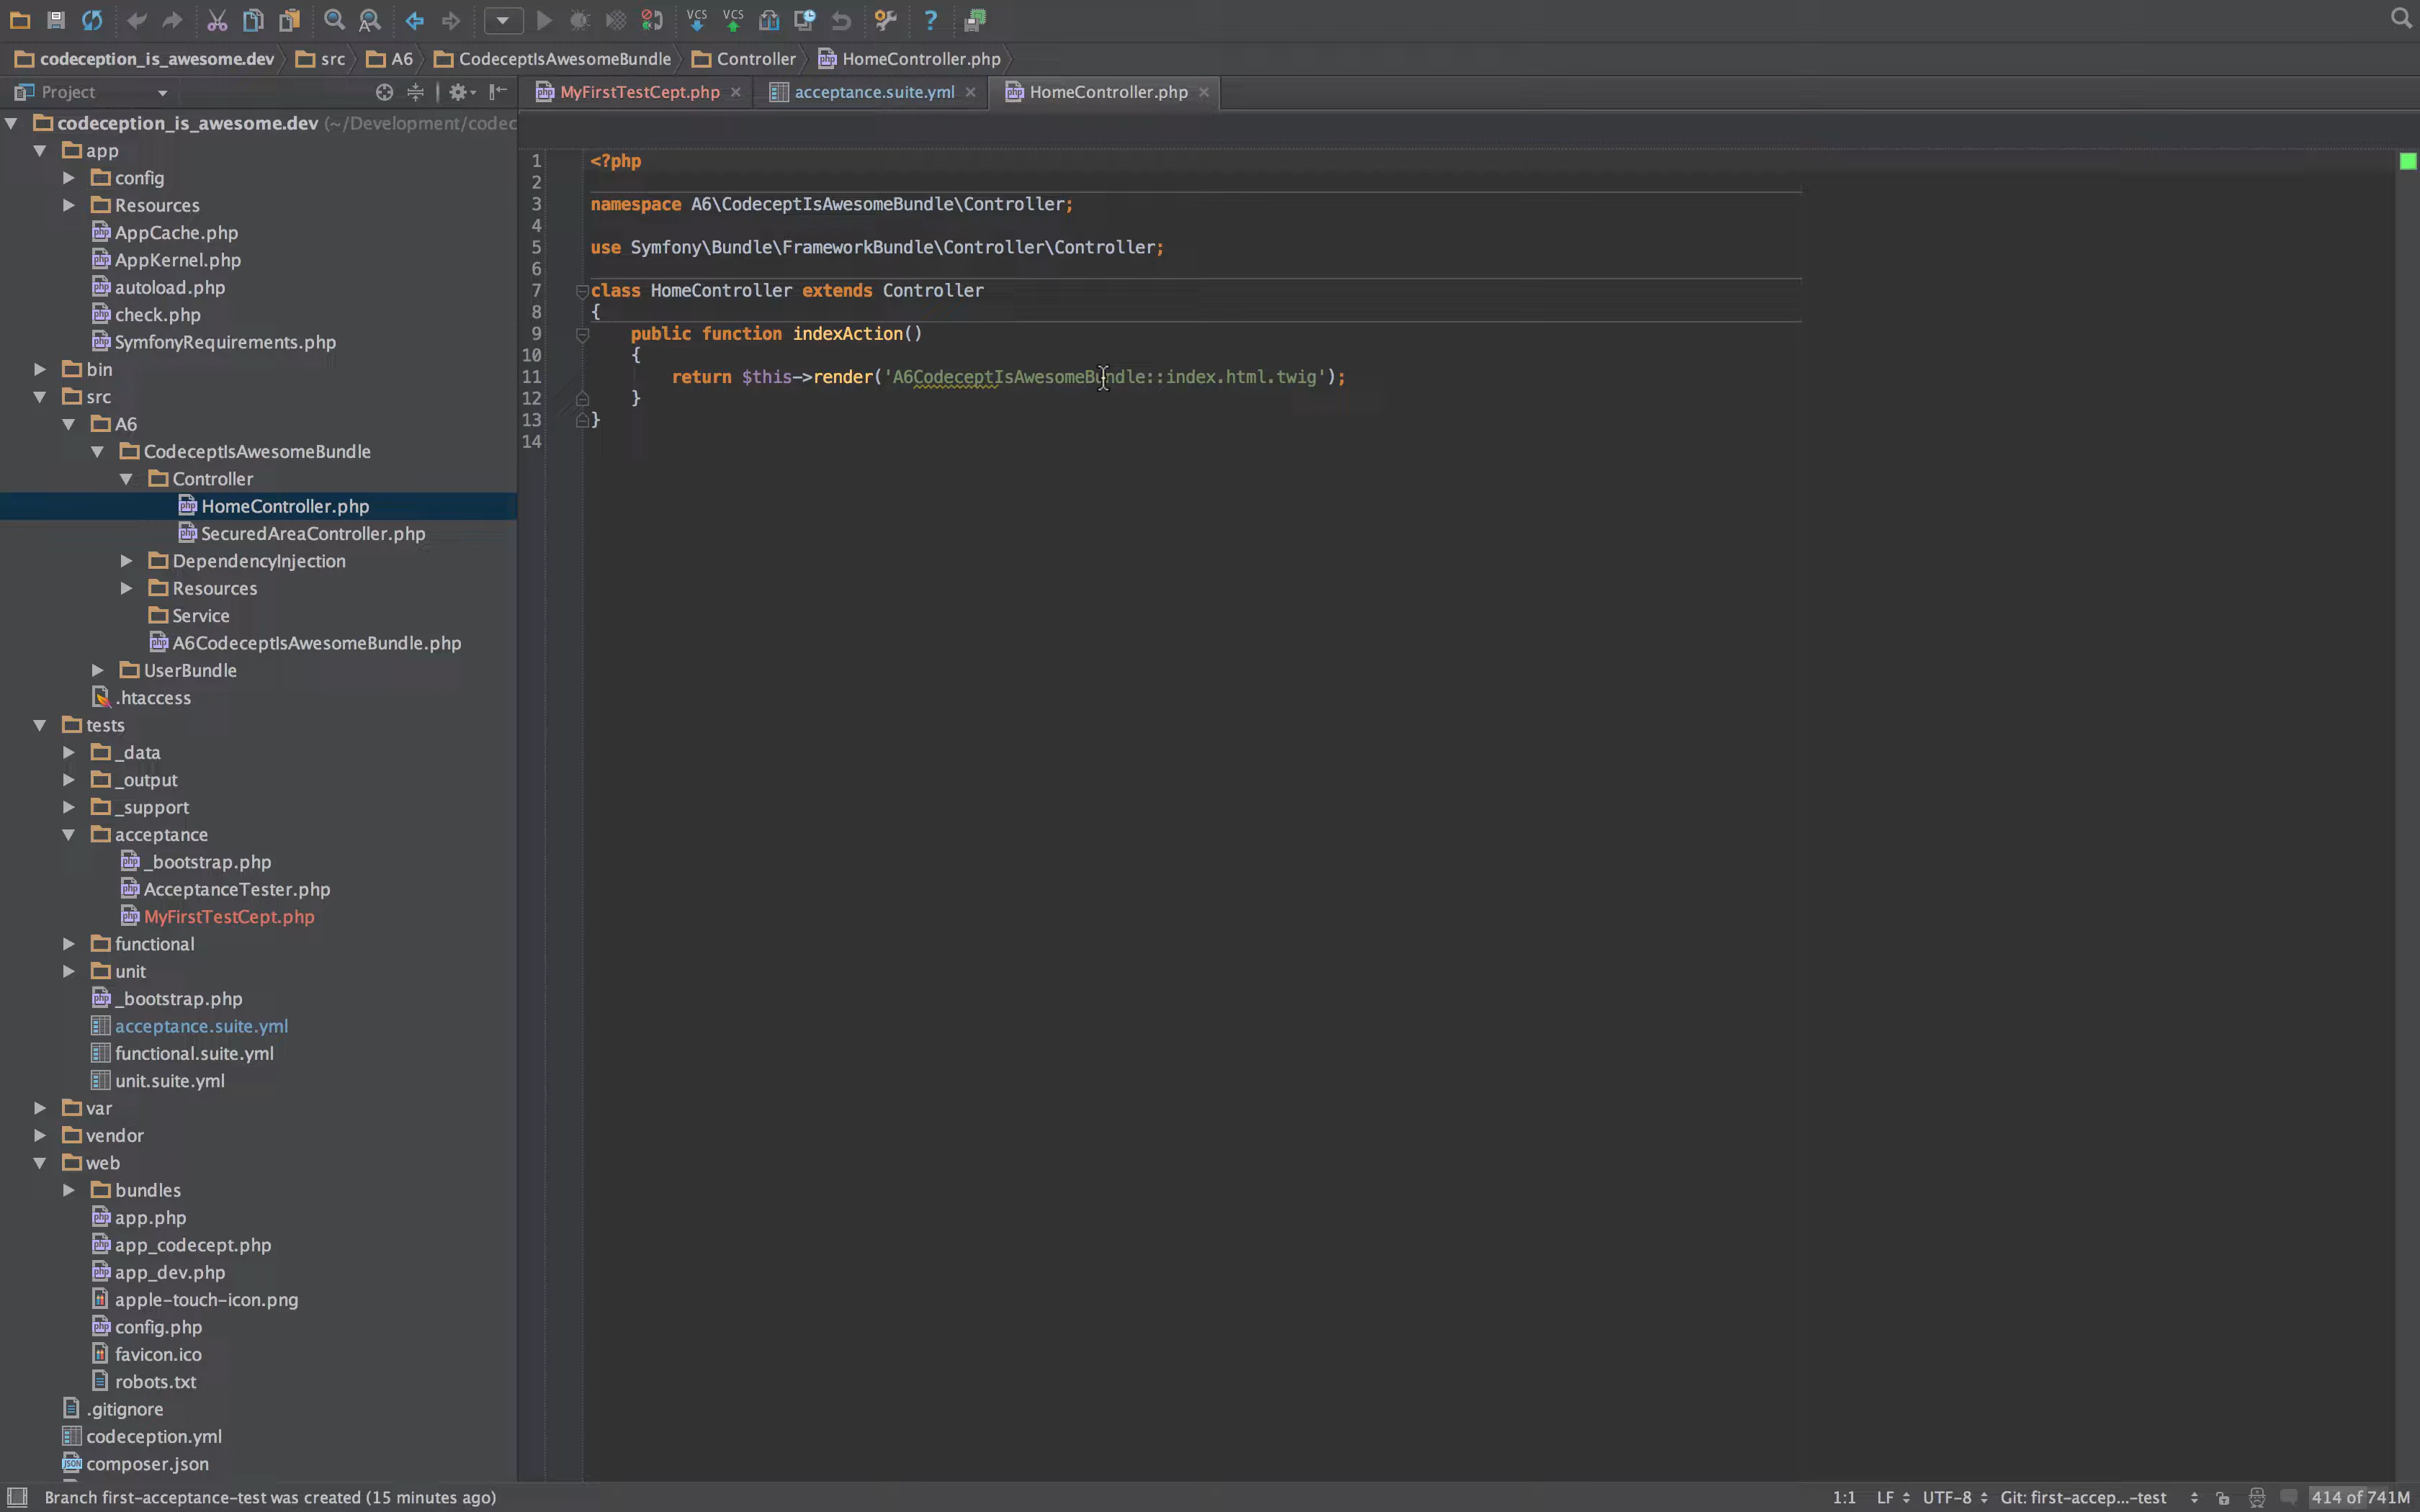 VCS VCS
codeception_is_awesome.dev src A6 CodeceptIsAwesomeBundle Controller HomeController.php
Project
MyFirstTestCept.php acceptance.suite.yml HomeController.php
codeception_is_awesome.dev (~/Development/codec
app
config
Resources
AppCache.php
AppKernel.php
autoload.php
check.php
SymfonyRequirements.php
bin
src
A6
CodeceptIsAwesomeBundle
Controller
HomeController.php
SecuredAreaController.php
DependencyInjection
Resources
Service
A6CodeceptIsAwesomeBundle.php
UserBundle
.htaccess
tests
_data
_output
_support
acceptance
_bootstrap.php
AcceptanceTester.php
MyFirstTestCept.php
functional
unit
_bootstrap.php
acceptance.suite.yml
functional.suite.yml
unit.suite.yml
var
vendor
web
bundles
app.php
app_codecept.php
app_dev.php
apple-touch-icon.png
config.php
favicon.ico
robots.txt
.gitignore
codeception.yml
composer.json
1 <?php
2
3 namespace A6\CodeceptIsAwesomeBundle\Controller;
4
5 use Symfony\Bundle\FrameworkBundle\Controller\Controller;
6
7 class HomeController extends Controller
8 {
9 public function indexAction()
10 {
11 return $this->render('A6CodeceptIsAwesomeBundle::index.html.twig');
12 }
13 }
14
Branch first-acceptance-test was created (15 minutes ago) 1:1 LF UTF-8 Git: first-accep...-test 414 of 741M